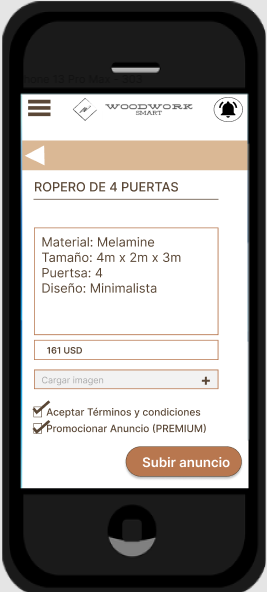 WOODWORK
SMART
ROPERO DE 4 PUERTAS
Material: Melamine
Tamaño: 4m x 2m x 3m
Puertsa: 4
Diseño: Minimalista
161 USD
Cargar imagen +
Aceptar Términos y condiciones
Promocionar Anuncio (PREMIUM)
Subir anuncio